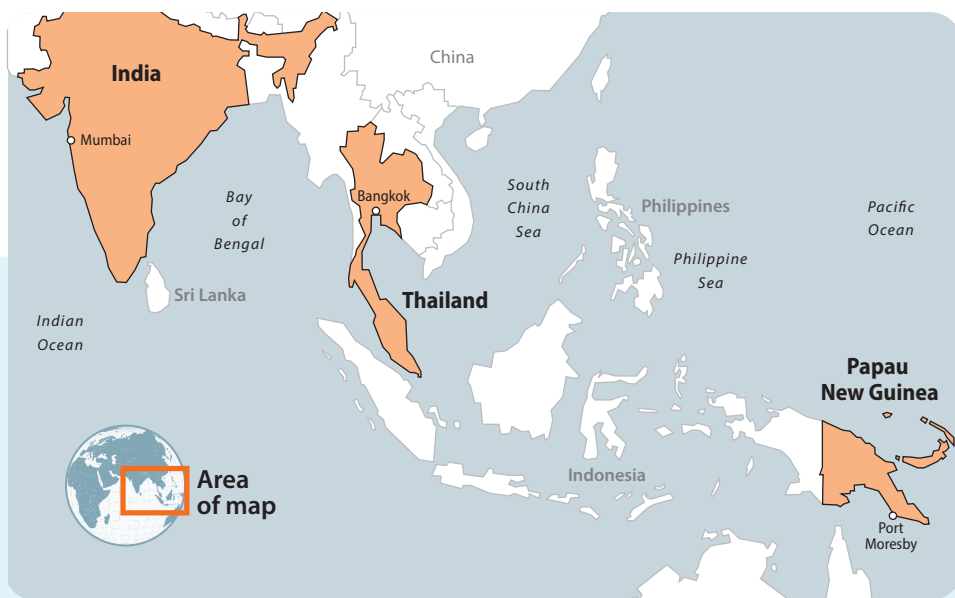 China
India
Mumbai
Bangkok
Bay
of
Bengal
South
China
Sea
Philippines
Pacific
Ocean
Philippine
Sea
Sri Lanka
Thailand
Indian
Ocean
Papau
New Guinea
Area
of map
Indonesia
Port
Moresby